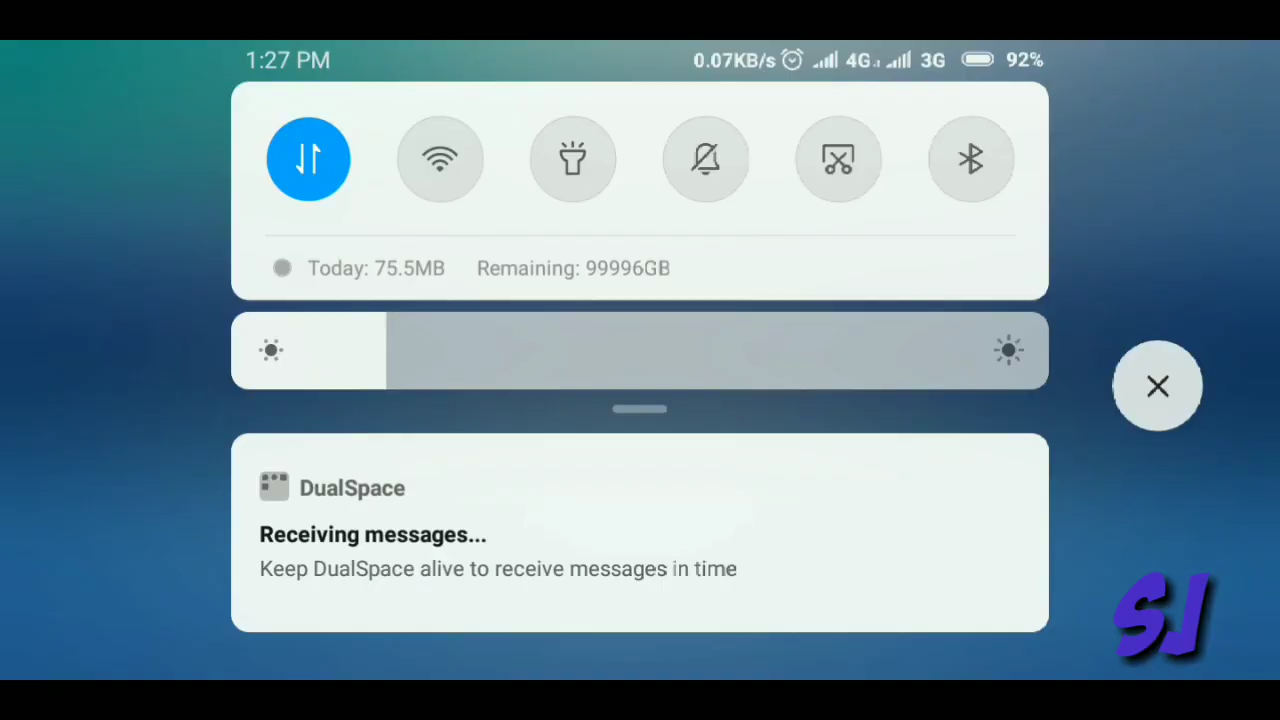 1:27 PM 0.07KB/s 4G 3G 92%
Today: 75.5MB Remaining: 99996GB
DualSpace
Receiving messages...
Keep DualSpace alive to receive messages in time
SJ